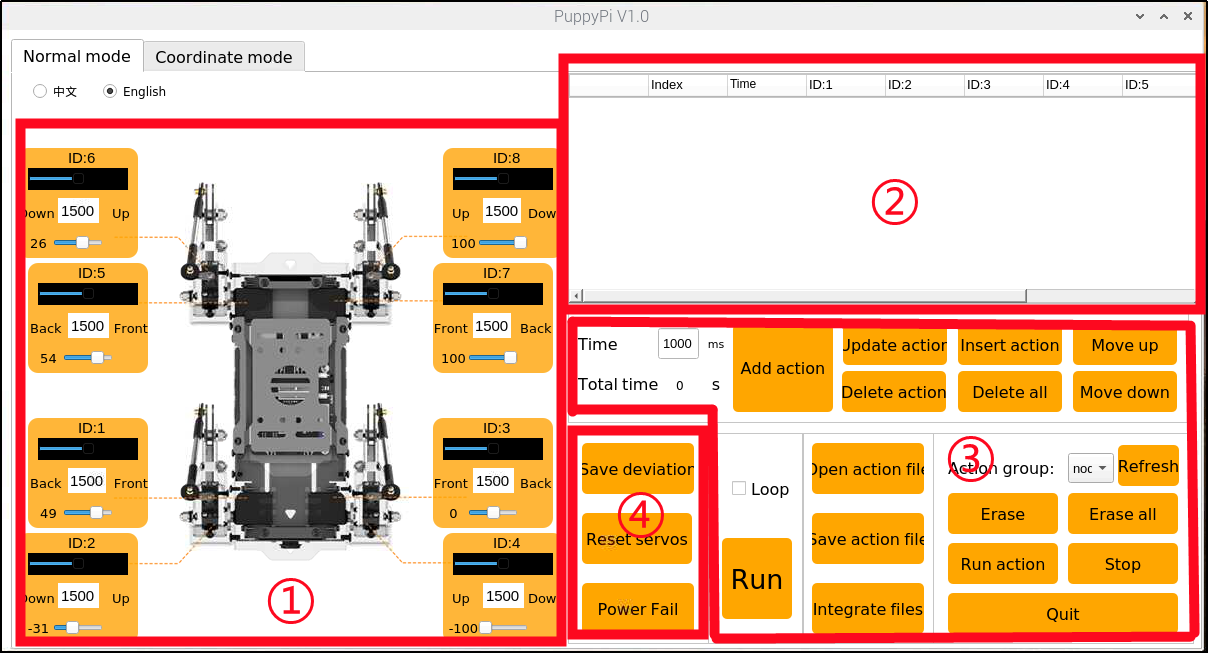 PuppyPi V1.0
Normal mode
Coordinate mode
中文
English
ID:6
1500
Down
Up
26
ID:8
1500
Up
Dow
100
ID:5
1500
Back
Front
54
ID:7
1500
Front
Back
100
ID:1
1500
Back
Front
49
ID:3
1500
Front
Back
0
ID:2
1500
Down
Up
-31
ID:4
1500
Up
Dow
-100
①
Index
Time
ID:1
ID:2
ID:3
ID:4
ID:5
②
Time
1000
ms
Total time
0
s
Add action
Update action
Insert action
Move up
Delete action
Delete all
Move down
Save deviation
④
Reset servos
Power Fail
Loop
Run
Open action file
Save action file
Integrate files
③
Action group:
noc
Refresh
Erase
Erase all
Run action
Stop
Quit